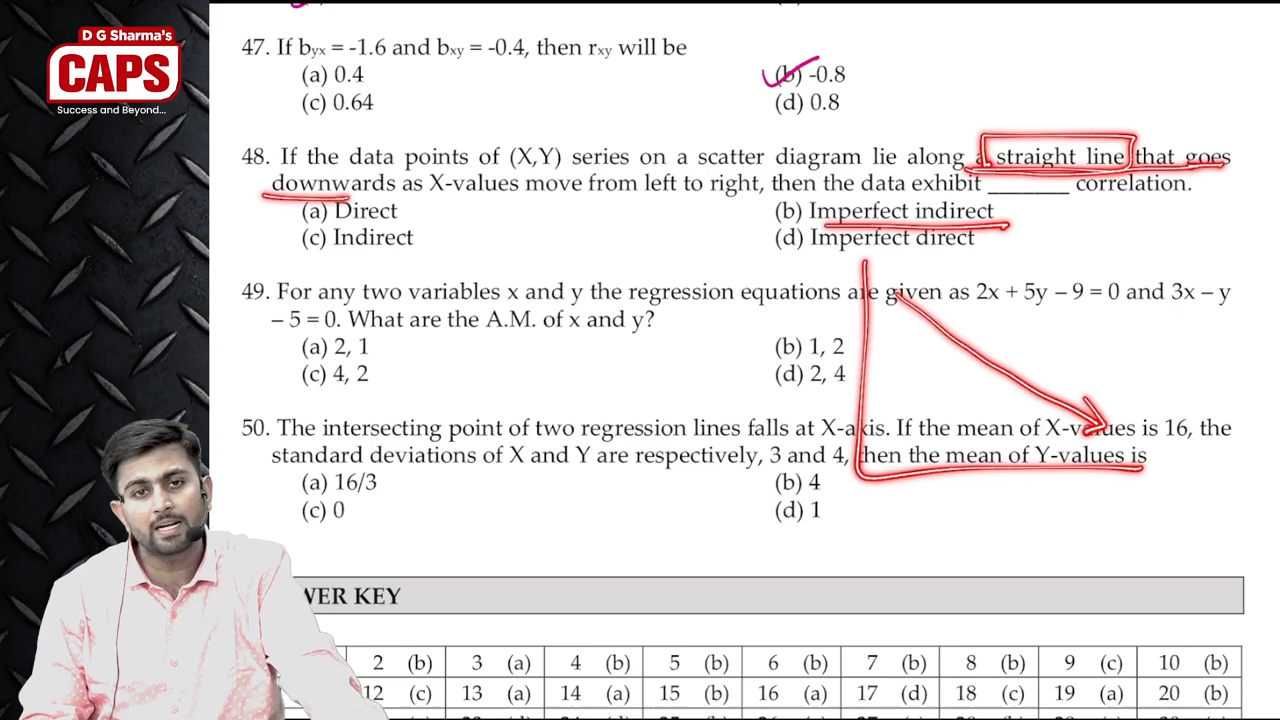 D G Sharma's
CAPS
Success and Beyond...
47. If byx = -1.6 and bxy = -0.4, then rxy will be
(a) 0.4 (b) -0.8
(c) 0.64 (d) 0.8
48. If the data points of (X,Y) series on a scatter diagram lie along a straight line that goes
downwards as X-values move from left to right, then the data exhibit _______ correlation.
(a) Direct (b) Imperfect indirect
(c) Indirect (d) Imperfect direct
49. For any two variables x and y the regression equations are given as 2x + 5y – 9 = 0 and 3x – y
– 5 = 0. What are the A.M. of x and y?
(a) 2, 1 (b) 1, 2
(c) 4, 2 (d) 2, 4
50. The intersecting point of two regression lines falls at X-axis. If the mean of X-values is 16, the
standard deviations of X and Y are respectively, 3 and 4, then the mean of Y-values is
(a) 16/3 (b) 4
(c) 0 (d) 1
WER KEY
2 (b) 3 (a) 4 (b) 5 (b) 6 (b) 7 (b) 8 (b) 9 (c) 10 (b)
12 (c) 13 (a) 14 (a) 15 (b) 16 (a) 17 (d) 18 (c) 19 (a) 20 (b)